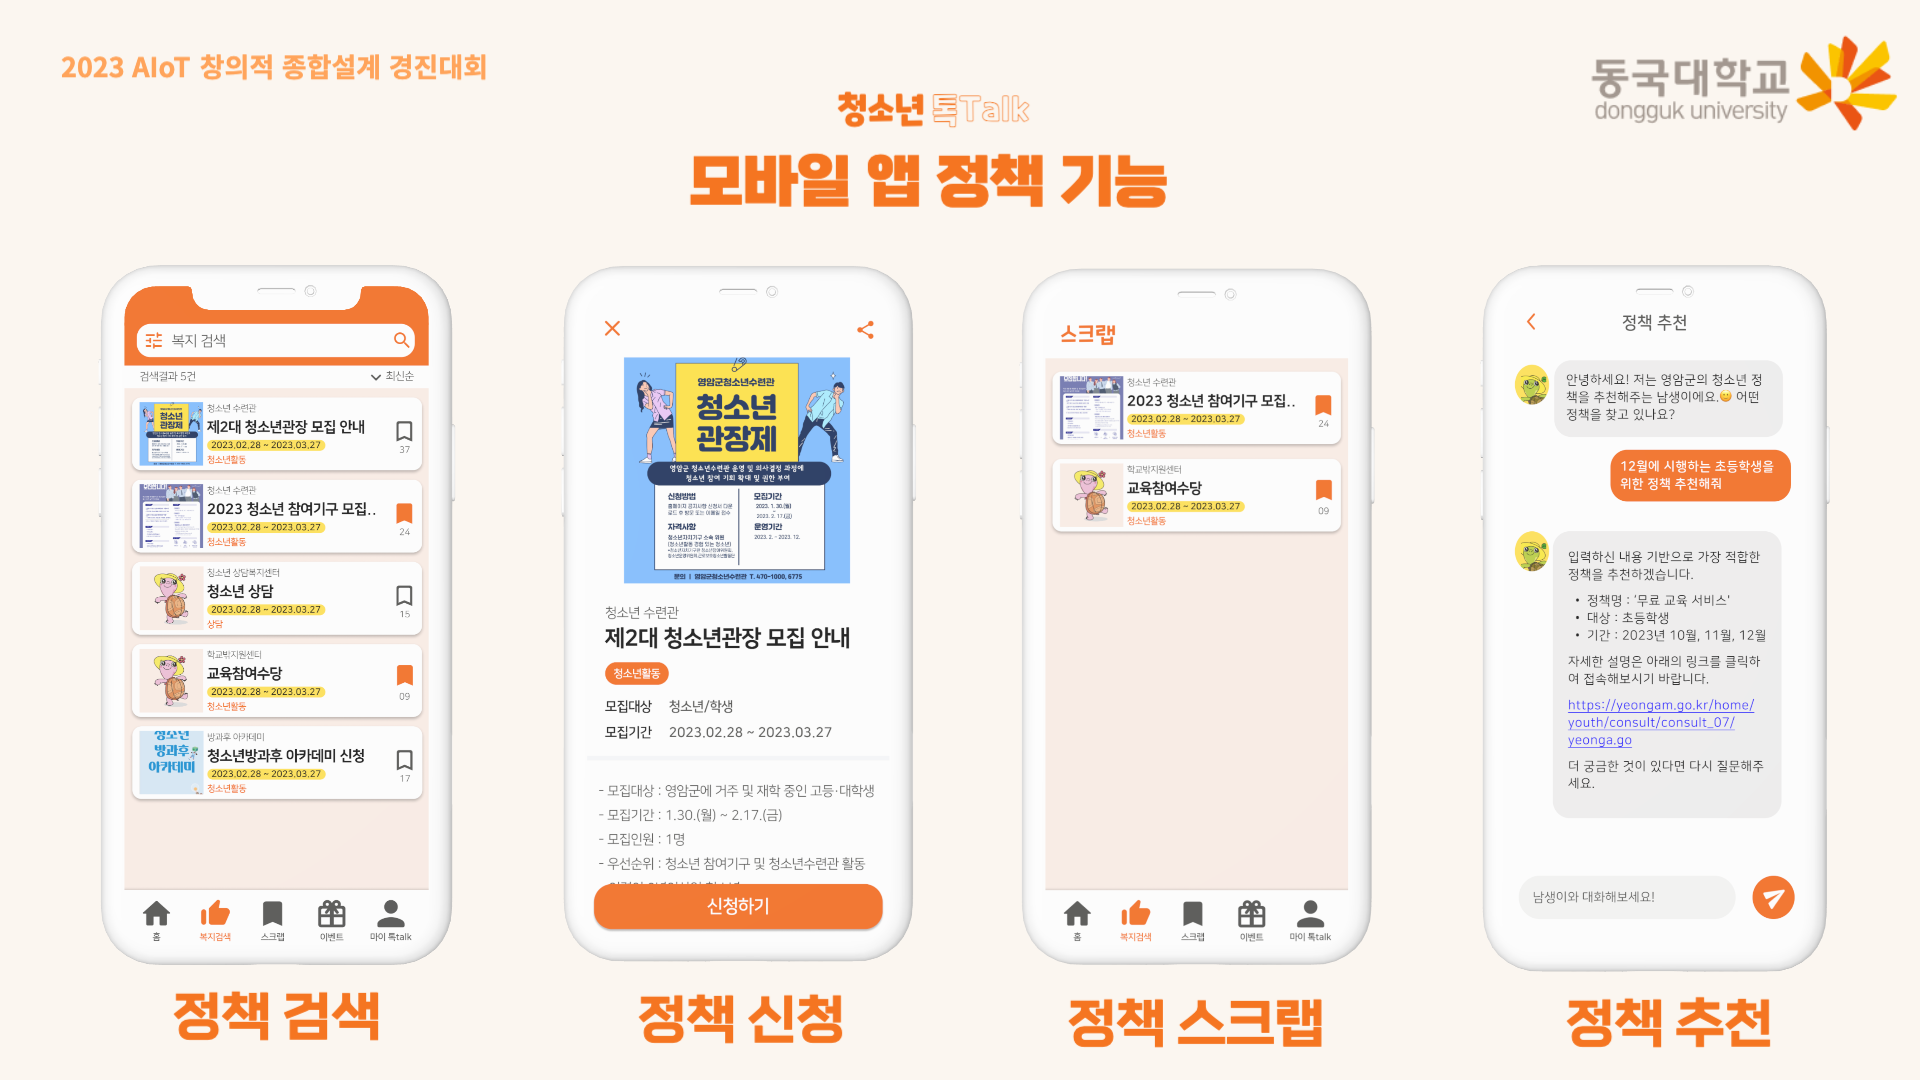 2023 AIoT 창의적 종합설계 경진대회
동국대학교
dongguk university
청소년 톡Talk
모바일 앱 정책 기능
복지 검색
검색결과 5건
최신순
청소년 수련관
제2대 청소년관장 모집 안내
2023.02.28 ~ 2023.03.27
청소년활동
37
청소년 수련관
2023 청소년 참여기구 모집..
2023.02.28 ~ 2023.03.27
청소년활동
24
청소년 상담복지센터
청소년 상담
2023.02.28 ~ 2023.03.27
상담
15
학교밖지원센터
교육참여수당
2023.02.28 ~ 2023.03.27
청소년활동
09
청소년
방과후
아카데미
방과후 아카데미
청소년방과후 아카데미 신청
2023.02.28 ~ 2023.03.27
청소년활동
17
홈
복지검색
스크랩
이벤트
마이 톡talk
정책 검색
영암군청소년수련관
청소년
관장제
영암군 청소년수련관 운영 및 의사결정 과정에
청소년 참여 기회 확대 및 권한 부여
신청방법
모집기간
2023. 1. 30.(월)
~
2023. 2. 17.(금)
자격사항
운영기간
청소년자치기구 소속 위원
2023. 2. ~ 2023. 12.
문의 | 영암군청소년수련관 T. 470-1000, 6775
청소년 수련관
제2대 청소년관장 모집 안내
청소년활동
모집대상 청소년/학생
모집기간 2023.02.28 ~ 2023.03.27
- 모집대상 : 영암군에 거주 및 재학 중인 고등·대학생
- 모집기간 : 1.30.(월) ~ 2.17.(금)
- 모집인원 : 1명
- 우선순위 : 청소년 참여기구 및 청소년수련관 활동
신청하기
정책 신청
스크랩
청소년 수련관
2023 청소년 참여기구 모집..
2023.02.28 ~ 2023.03.27
청소년활동
24
학교밖지원센터
교육참여수당
2023.02.28 ~ 2023.03.27
청소년활동
09
홈
복지검색
스크랩
이벤트
마이 톡talk
정책 스크랩
정책 추천
안녕하세요! 저는 영암군의 청소년 정
책을 추천해주는 남생이에요.😀 어떤
정책을 찾고 있나요?
12월에 시행하는 초등학생을
위한 정책 추천해줘
입력하신 내용 기반으로 가장 적합한
정책을 추천하겠습니다.
• 정책명 : '무료 교육 서비스'
• 대상 : 초등학생
• 기간 : 2023년 10월, 11월, 12월
자세한 설명은 아래의 링크를 클릭하
여 접속해보시기 바랍니다.
https://yeongam.go.kr/home/
youth/consult/consult_07/
yeonga.go
더 궁금한 것이 있다면 다시 질문해주
세요.
남생이와 대화해보세요!
정책 추천